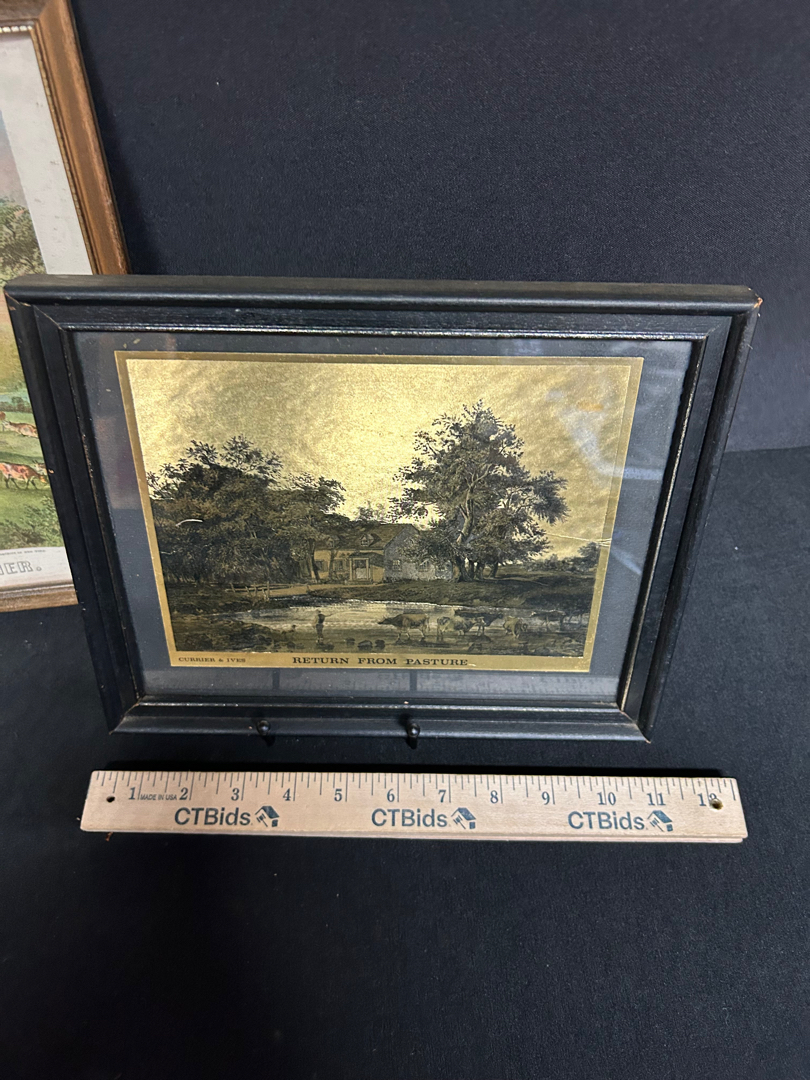 ER.
CURRIER & IVES RETURN FROM PASTURE
1 MADE IN USA 2 3 4 5 6 7 8 9 10 11 12
CTBids CTBids CTBids